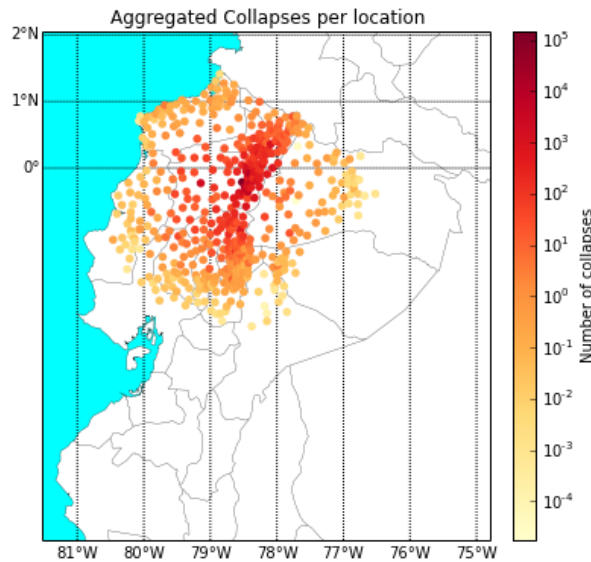 Aggregated Collapses per location
2°N
1°N
0°
81°W 80°W 79°W 78°W 77°W 76°W 75°W
10^5
10^4
10^3
10^2
10^1
10^0
10^-1
10^-2
10^-3
10^-4
Number of collapses